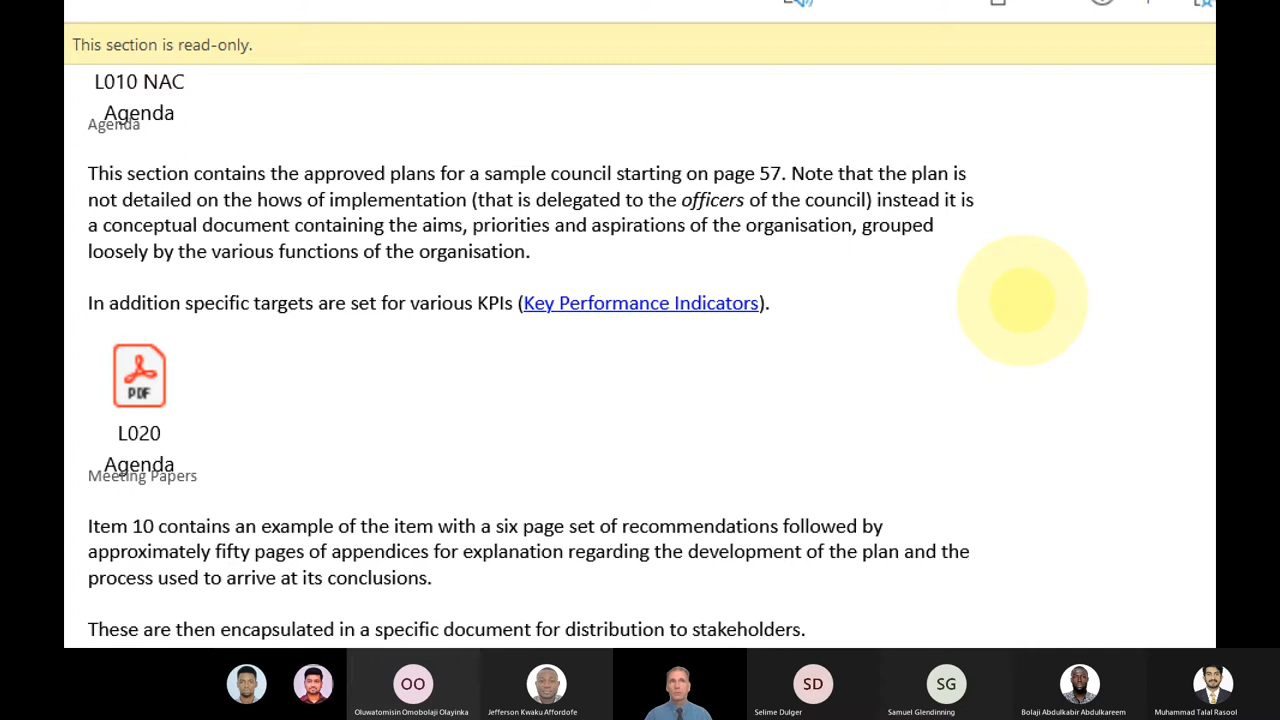 This section is read-only.
L010 NAC
Agenda
Agenda
This section contains the approved plans for a sample council starting on page 57. Note that the plan is
not detailed on the hows of implementation (that is delegated to the officers of the council) instead it is
a conceptual document containing the aims, priorities and aspirations of the organisation, grouped
loosely by the various functions of the organisation.
In addition specific targets are set for various KPIs (Key Performance Indicators).
PDF
L020
Agenda
Meeting Papers
Item 10 contains an example of the item with a six page set of recommendations followed by
approximately fifty pages of appendices for explanation regarding the development of the plan and the
process used to arrive at its conclusions.
These are then encapsulated in a specific document for distribution to stakeholders.
OO SD SG
Oluwatomisin Omobolaji Olayinka Jefferson Kwaku Affordofe Selime Dulger Samuel Glendinning Bolaji Abdulkabir Abdulkareem Muhammad Talal Rasool